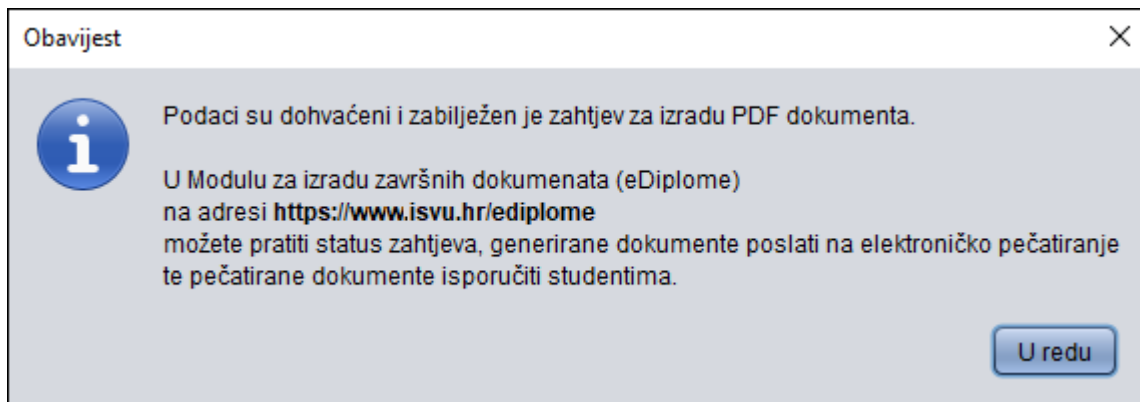 Obavijest
Podaci su dohvaćeni i zabilježen je zahtjev za izradu PDF dokumenta.
U Modulu za izradu završnih dokumenata (eDiplome)
na adresi https://www.isvu.hr/ediplome
možete pratiti status zahtjeva, generirane dokumente poslati na elektroničko pečatiranje
te pečatirane dokumente isporučiti studentima.
U redu